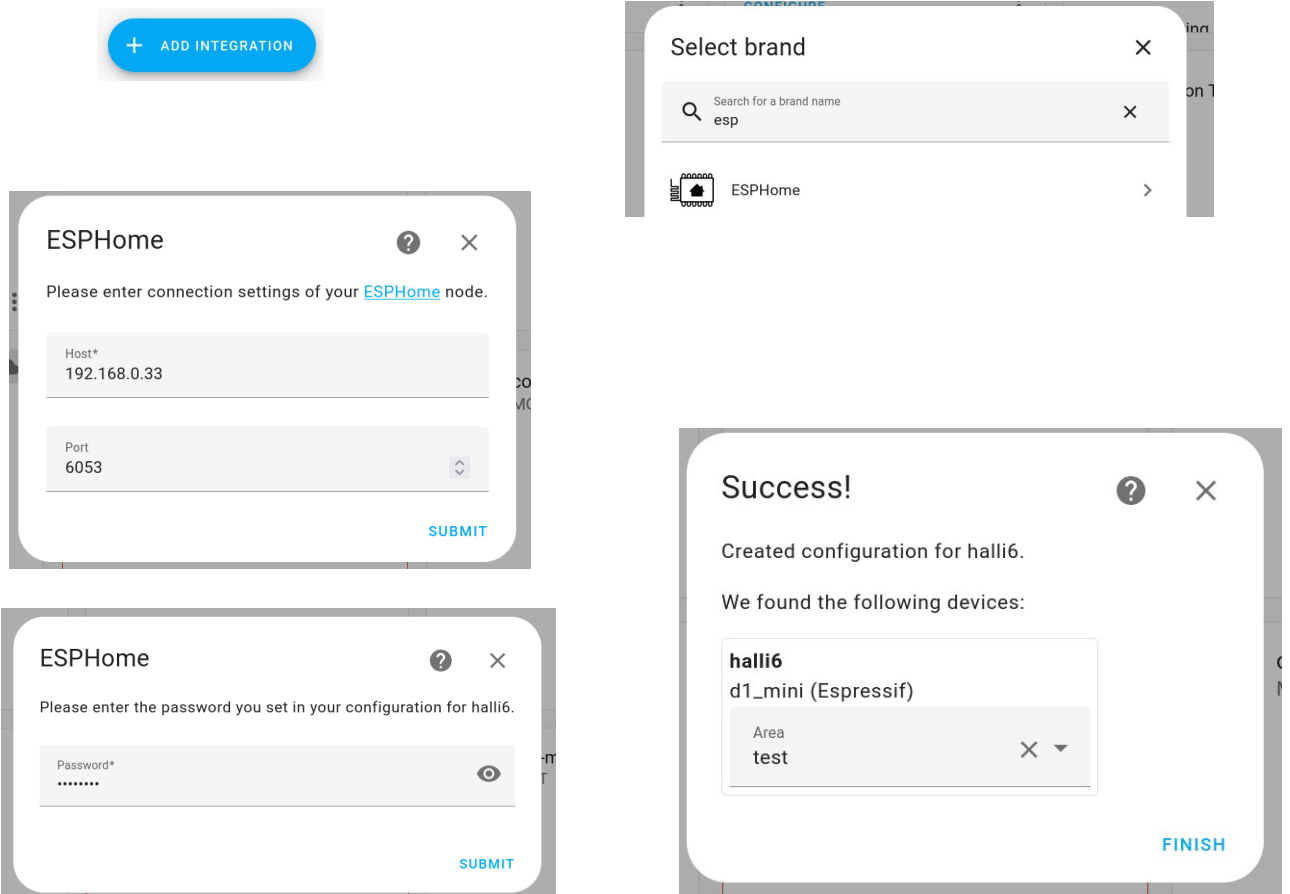 ADD INTEGRATION
CONFIGURE
Select brand
Search for a brand name
esp
ESPHome
ESPHome
Please enter connection settings of your ESPHome node.
Host*
192.168.0.33
Port
6053
SUBMIT
ESPHome
Please enter the password you set in your configuration for halli6.
Password*
••••••••
SUBMIT
Success!
Created configuration for halli6.
We found the following devices:
halli6
d1_mini (Espressif)
Area
test
FINISH